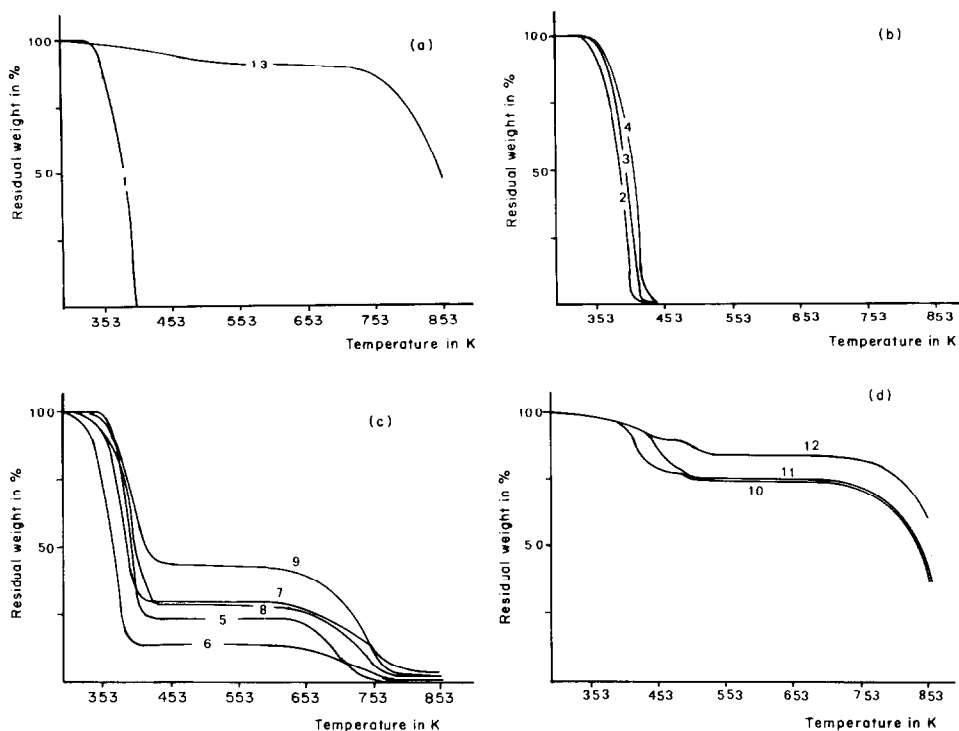 (a)
100
50
Residual weight in %
13
1
353 453 553 653 753 853
Temperature in K
(b)
100
50
Residual weight in %
4
3
2
353 453 553 653 753 853
Temperature in K
(c)
100
50
Residual weight in %
9
7
8
5
6
353 453 553 653 753 853
Temperature in K
(d)
100
50
Residual weight in %
12
11
10
353 453 553 653 753 853
Temperature in K